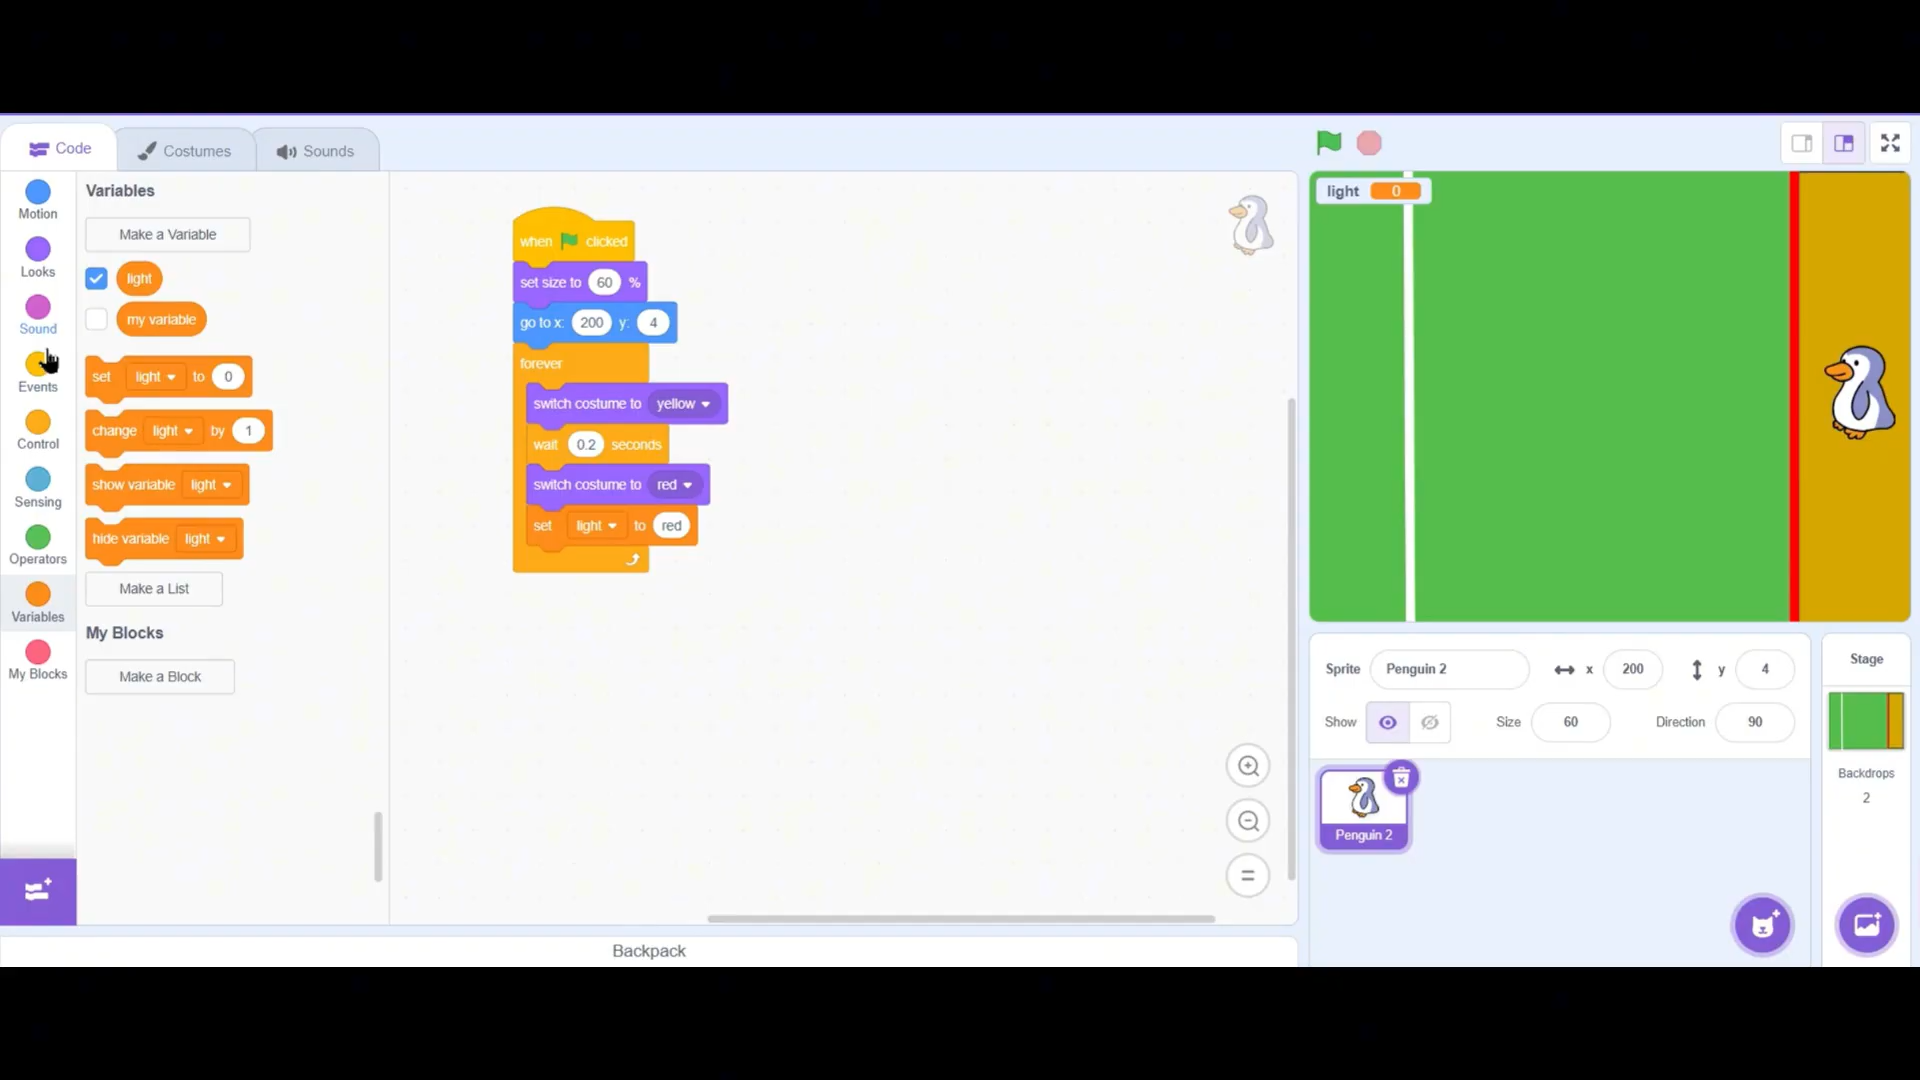 Code
Costumes
Sounds
Motion
Looks
Sound
Events
Control
Sensing
Operators
Variables
My Blocks
Variables
Make a Variable
light
my variable
set light to 0
change light by 1
show variable light
hide variable light
Make a List
My Blocks
Make a Block
when clicked
set size to 60 %
go to x: 200 y: 4
forever
switch costume to yellow
wait 0.2 seconds
switch costume to red
set light to red
Backpack
light 0
Sprite Penguin 2 x 200 y 4
Show Size 60 Direction 90
Penguin 2
Stage
Backdrops
2